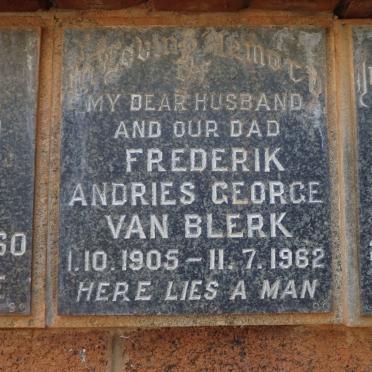 In Loving Memory
Of
MY DEAR HUSBAND
AND OUR DAD
FREDERIK
ANDRIES GEORGE
VAN BLERK
1.10.1905 – 11.7.1962
HERE LIES A MAN